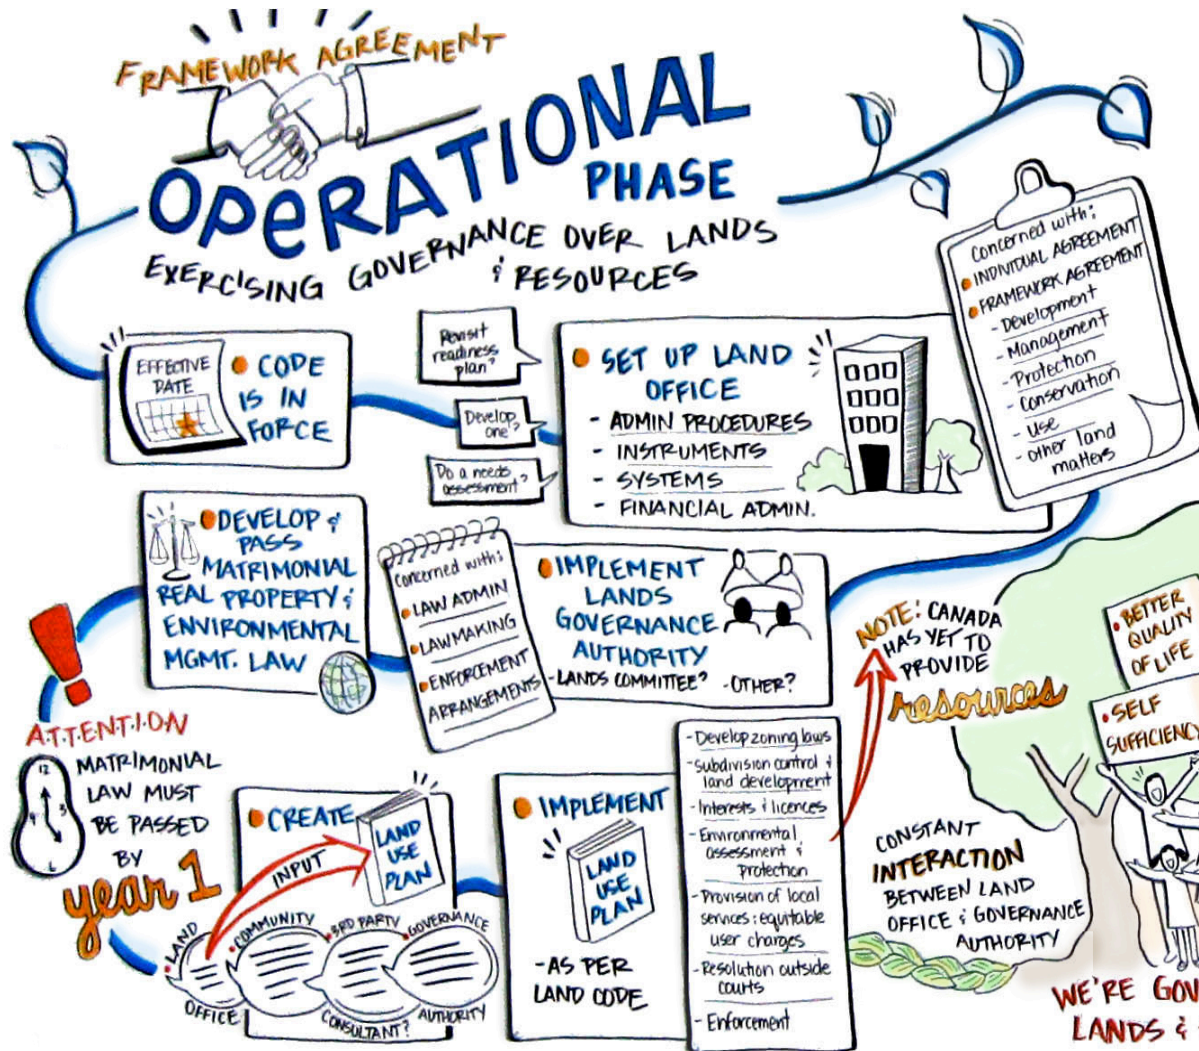 FRAMEWORK AGREEMENT
OPERATIONAL
PHASE
EXERCISING GOVERNANCE OVER LANDS
& RESOURCES
EFFECTIVE
DATE
CODE
IS IN
FORCE
Revisit
readiness
plan?
Develop
one?
Do a needs
assessment?
SET UP LAND
OFFICE
- ADMIN PROCEDURES
- INSTRUMENTS
- SYSTEMS
- FINANCIAL ADMIN.
Concerned with:
INDIVIDUAL AGREEMENT
FRAMEWORK AGREEMENT
- Development
- Management
- Protection
- Conservation
- Use
- other land
matters
IMPLEMENT
LANDS
GOVERNANCE
AUTHORITY
- LANDS COMMITTEE? - OTHER?
Concerned with:
LAW ADMIN
LAWMAKING
ENFORCEMENT
ARRANGEMENTS
DEVELOP &
PASS
MATRIMONIAL
REAL PROPERTY &
ENVIRONMENTAL
MGMT. LAW
!
ATTENTION
12
3
MATRIMONIAL
LAW MUST
BE PASSED
BY
year 1
CREATE
LAND
USE
PLAN
INPUT
LAND
OFFICE
COMMUNITY
3RD PARTY
CONSULTANT?
GOVERNANCE
AUTHORITY
IMPLEMENT
LAND
USE
PLAN
- AS PER
LAND CODE
- Develop zoning laws
- Subdivision control &
land development
- Interests & licences
- Environmental
assessment &
protection
- Provision of local
services: equitable
user charges
- Resolution outside
courts
- Enforcement
NOTE: CANADA
HAS YET TO
PROVIDE
resources
CONSTANT
INTERACTION
BETWEEN LAND
OFFICE & GOVERNANCE
AUTHORITY
BETTER
QUALITY
OF LIFE
SELF
SUFFICIENCY
WE'RE GOV
LANDS &